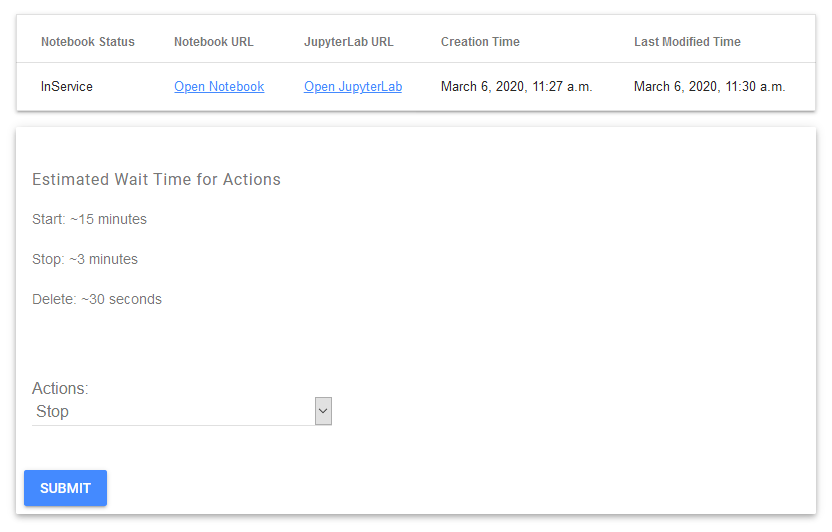 Notebook Status Notebook URL JupyterLab URL Creation Time Last Modified Time
InService Open Notebook Open JupyterLab March 6, 2020, 11:27 a.m. March 6, 2020, 11:30 a.m.
Estimated Wait Time for Actions
Start: ~15 minutes
Stop: ~3 minutes
Delete: ~30 seconds
Actions:
Stop
SUBMIT